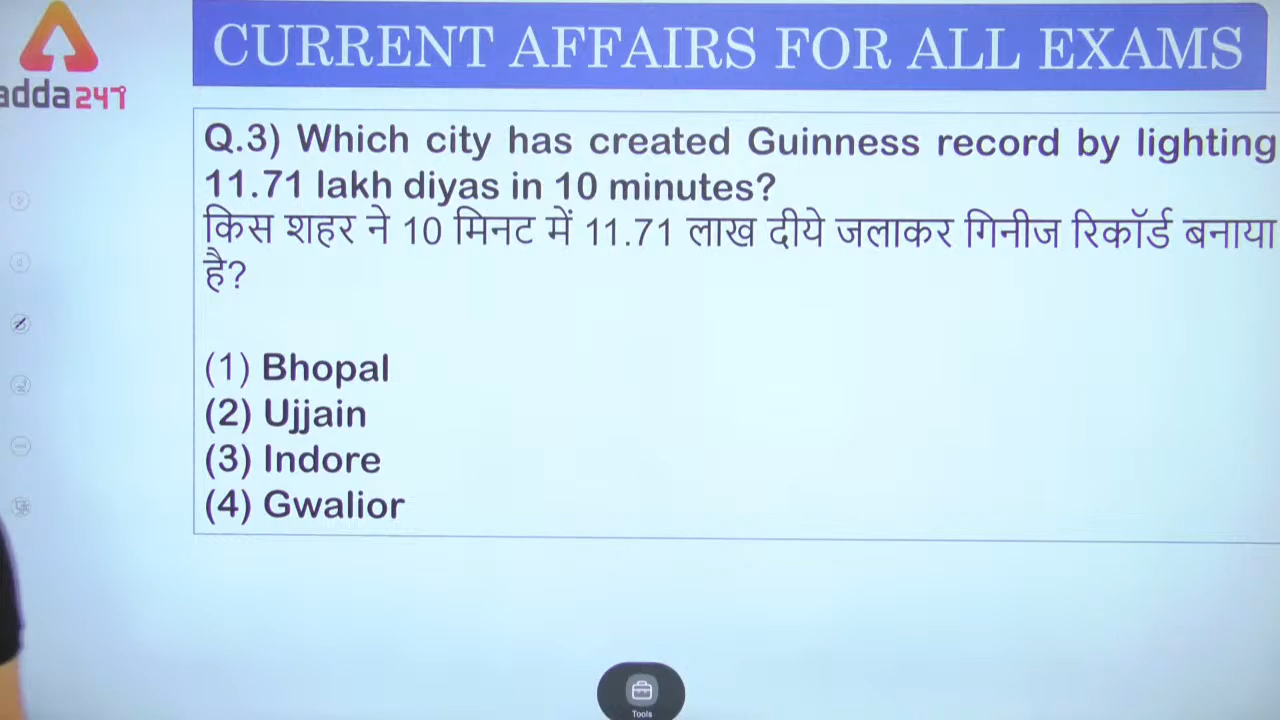 CURRENT AFFAIRS FOR ALL EXAMS
adda247
Q.3) Which city has created Guinness record by lighting
11.71 lakh diyas in 10 minutes?
किस शहर ने 10 मिनट में 11.71 लाख दीये जलाकर गिनीज रिकॉर्ड बनाया
है?
(1) Bhopal
(2) Ujjain
(3) Indore
(4) Gwalior
Tools